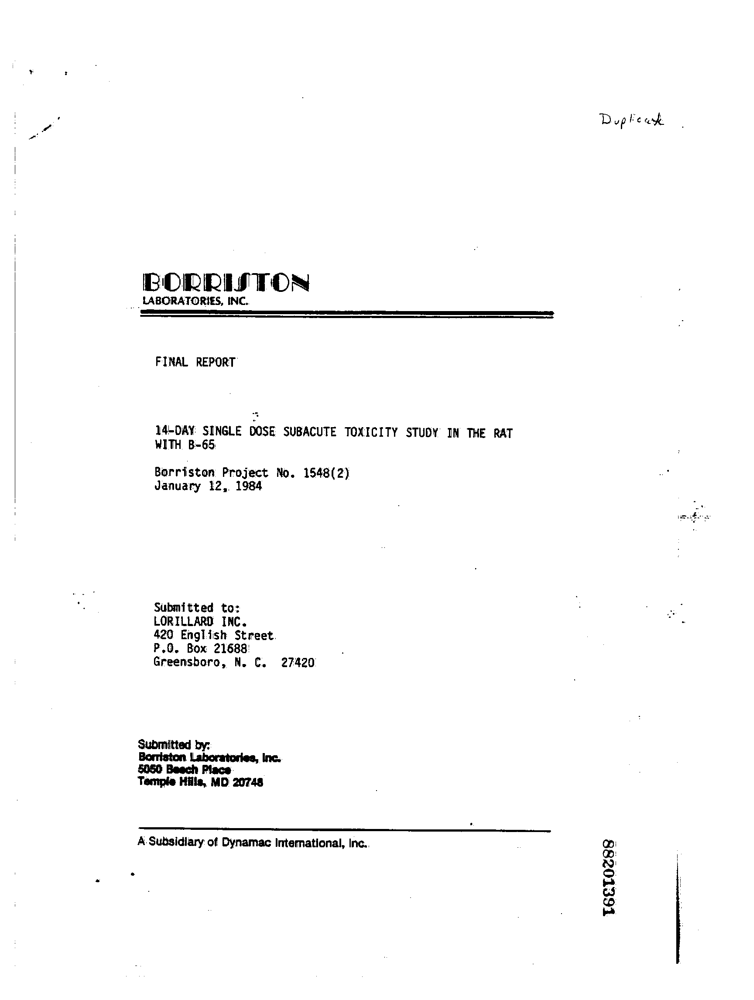 Duplicate
BORRISTON
LABORATORIES, INC.
FINAL REPORT
14-DAY SINGLE DOSE SUBACUTE TOXICITY STUDY IN THE RAT
WITH B-65
Borriston Project No. 1548(2)
January 12, 1984
Submitted to:
LORILLARD INC.
420 English Street
P.O. Box 21688
Greensboro, N. C. 27420
Submitted by:
Borriston Laboratories, Inc.
5050 Beech Place
Temple Hills, MD 20748
A Subsidiary of Dynamac International, Inc.
88201391